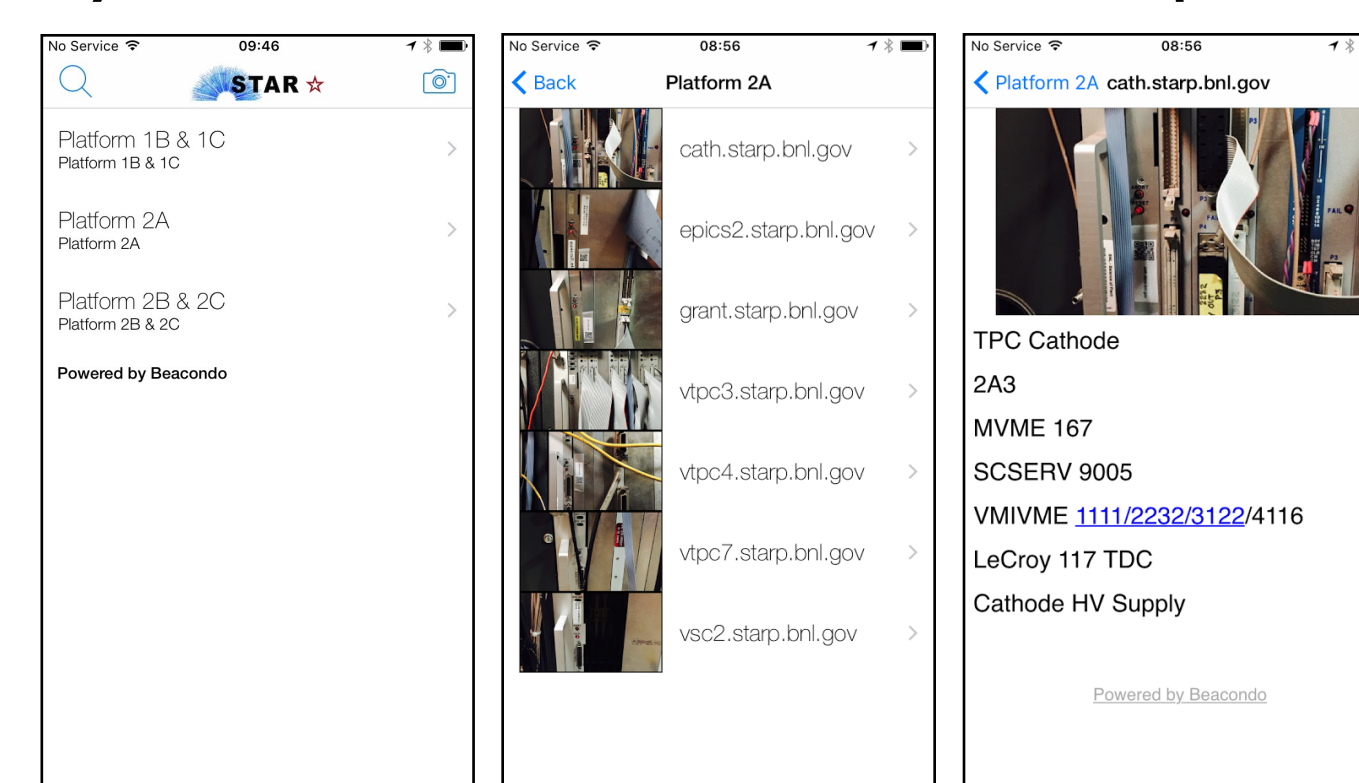 No Service 09:46
STAR
Platform 1B & 1C
Platform 1B & 1C
Platform 2A
Platform 2A
Platform 2B & 2C
Platform 2B & 2C
Powered by Beacondo
No Service 08:56
Back Platform 2A
cath.starp.bnl.gov
epics2.starp.bnl.gov
grant.starp.bnl.gov
vtpc3.starp.bnl.gov
vtpc4.starp.bnl.gov
vtpc7.starp.bnl.gov
vsc2.starp.bnl.gov
No Service 08:56
Platform 2A cath.starp.bnl.gov
P3
FAIL
P3
TPC Cathode
2A3
MVME 167
SCSERV 9005
VMIVME 1111/2232/3122/4116
LeCroy 117 TDC
Cathode HV Supply
Powered by Beacondo